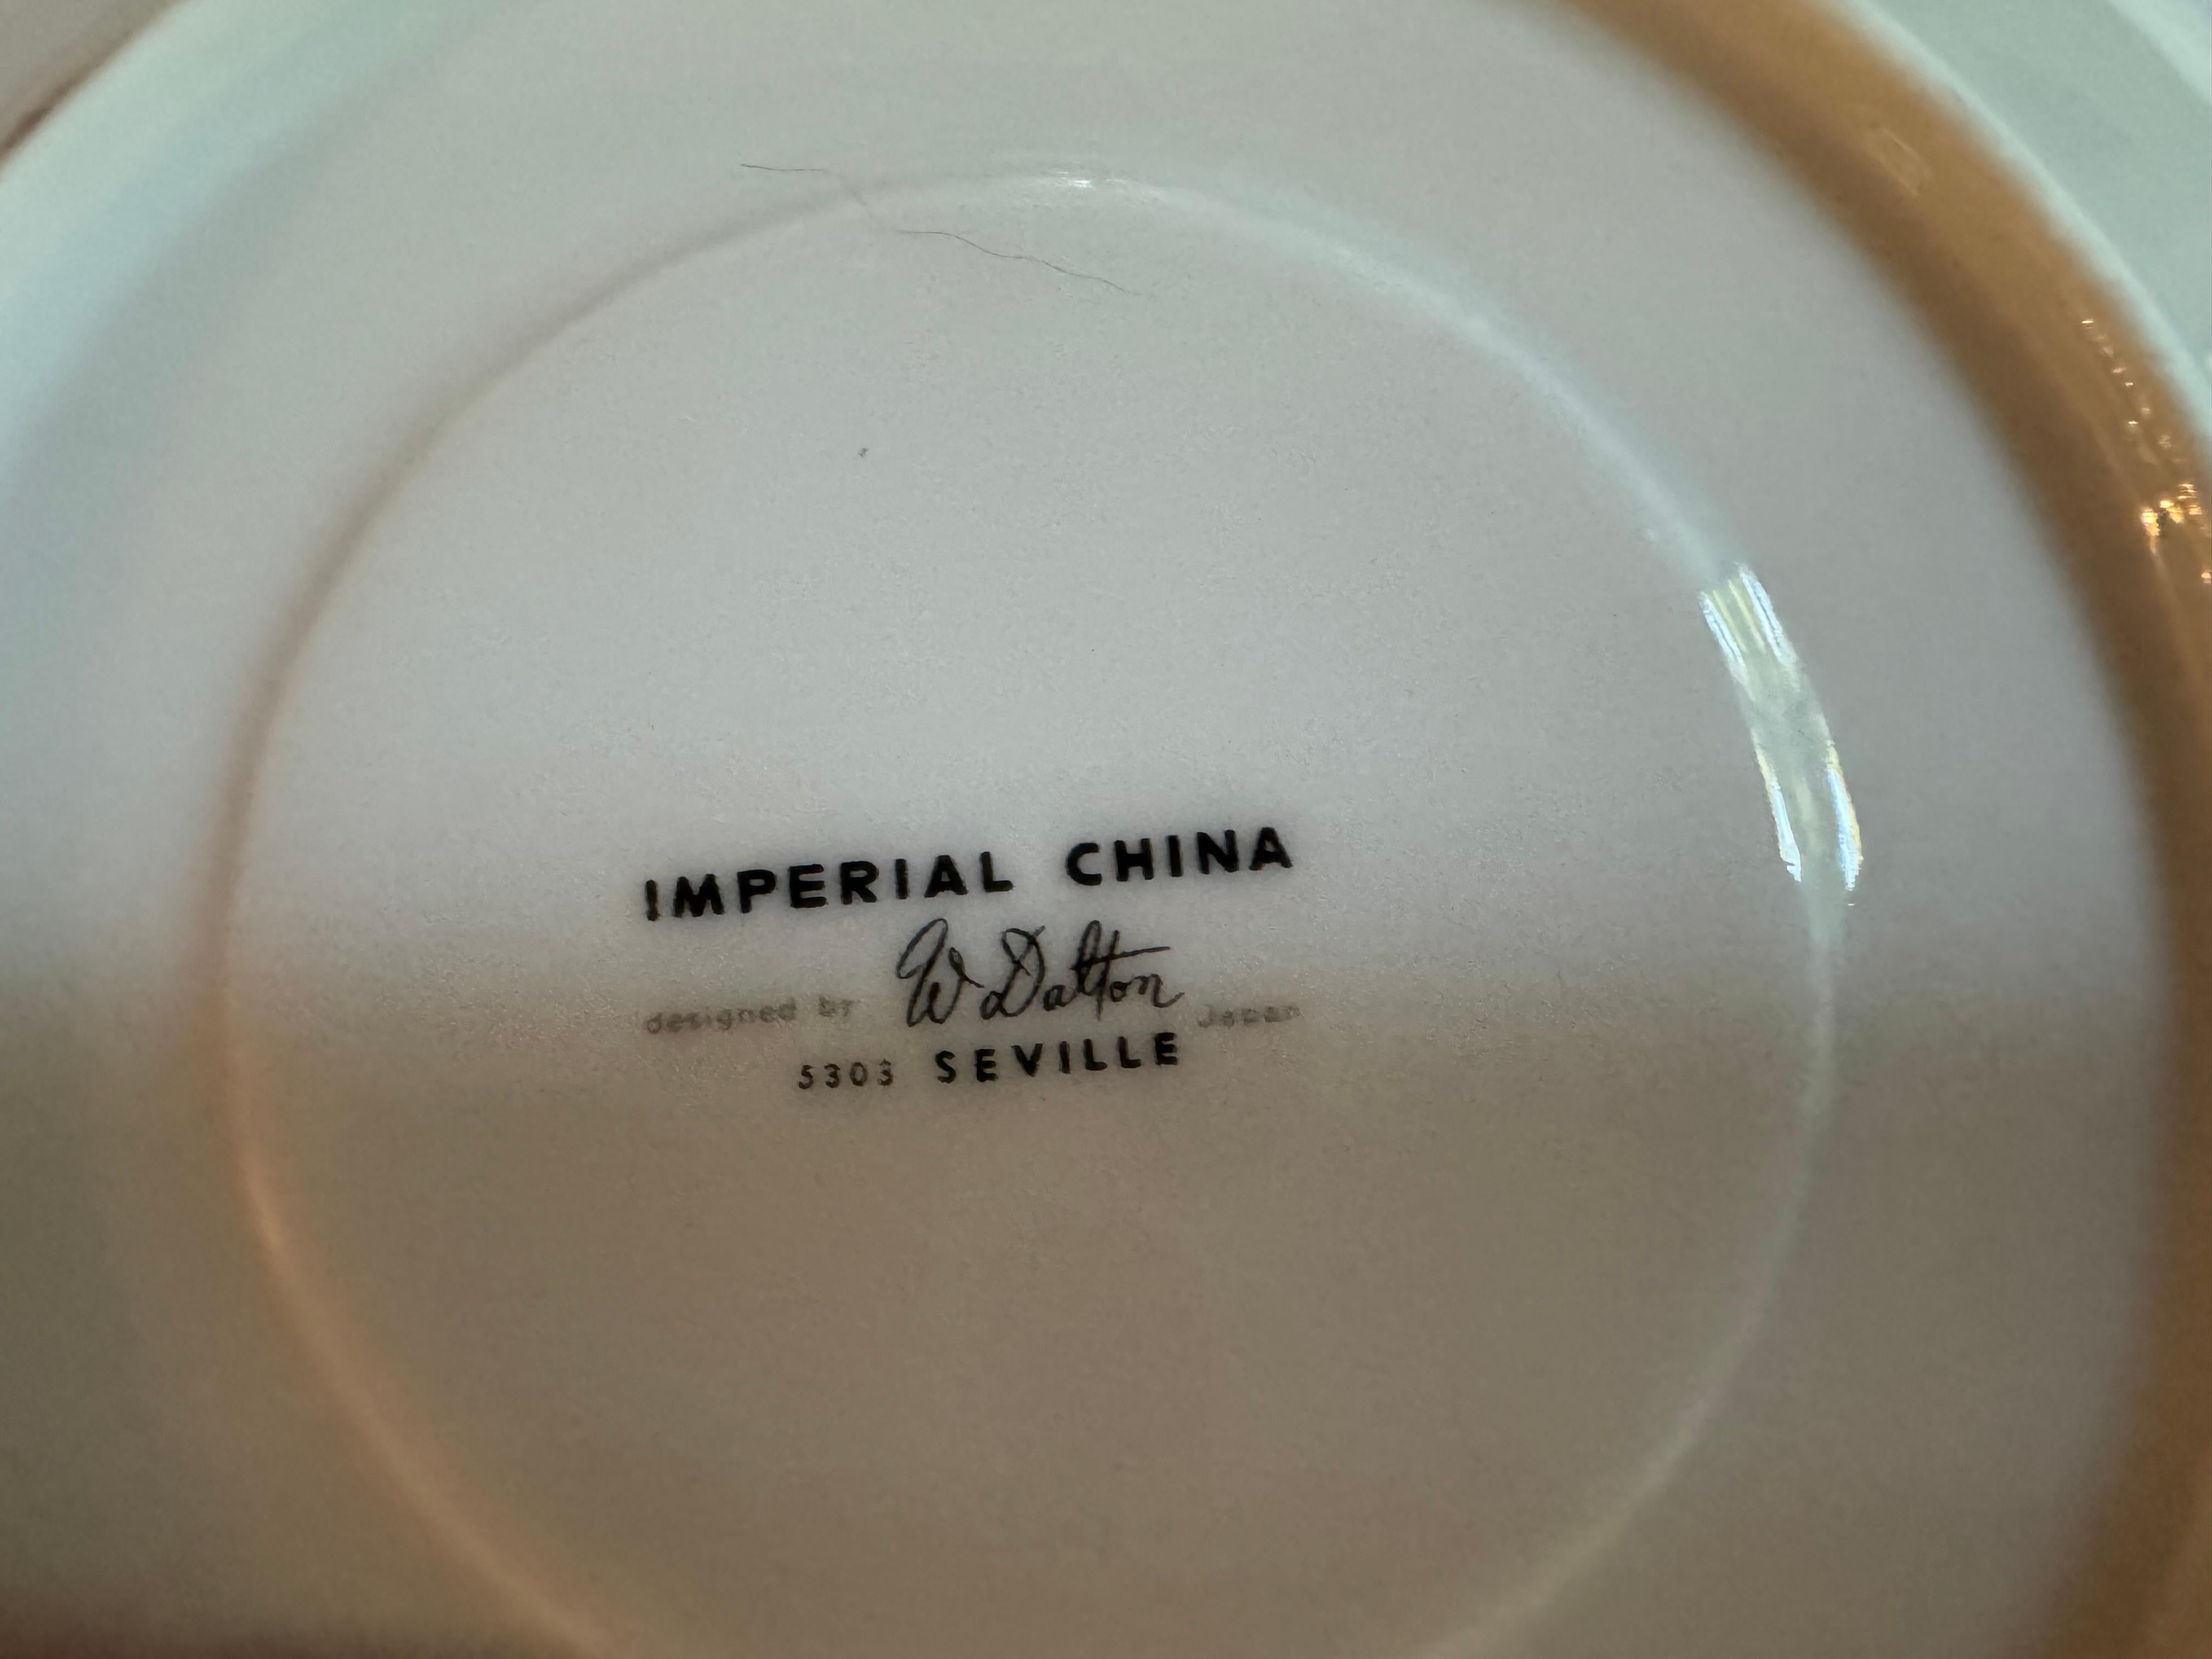 IMPERIAL CHINA
designed by W Dalton Japan
5303 SEVILLE